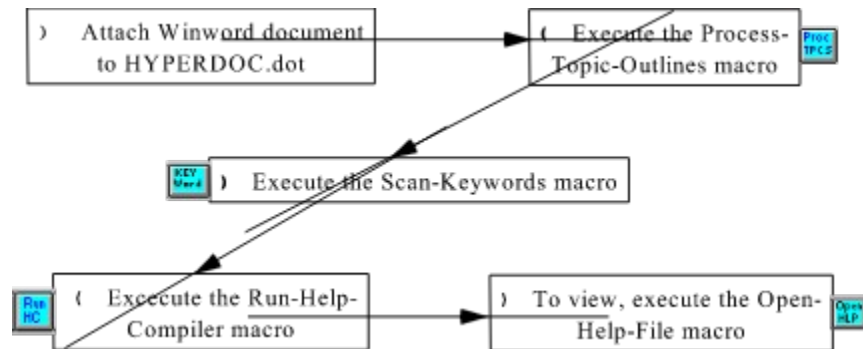 ) Attach Winword document
to HYPERDOC.dot
( Execute the Process-
Topic-Outlines macro
Proc
TPCS
KEY
Word
) Execute the Scan-Keywords macro
Run
HC
( Excecute the Run-Help-
Compiler macro
) To view, execute the Open-
Help-File macro
Open
HLP